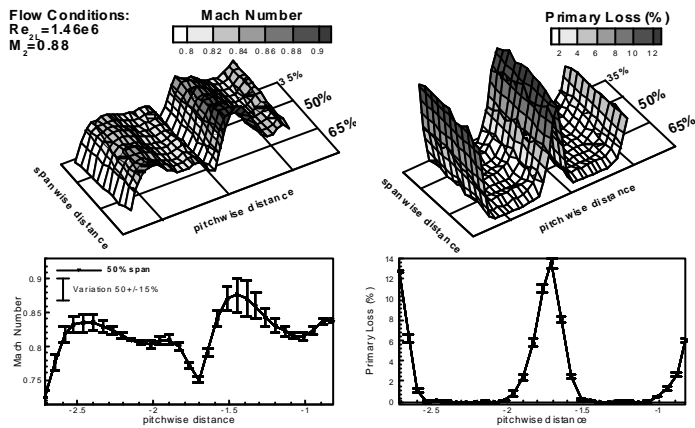 Flow Conditions:
Re2L=1.46e6
M2=0.88
Mach Number
0.8 0.82 0.84 0.86 0.88 0.9
35%
50%
65%
spanwise distance
pitchwise distance
Primary Loss (%)
2 4 6 8 10 12
35%
50%
65%
spanwise distance
pitchwise distance
0.9
0.85
0.8
0.75
Mach Number
50% span
Variation 50+/-15%
-2.5 -2 -1.5 -1
pitchwise distance
14
12
10
8
6
4
2
0
Primary Loss (%)
-2.5 -2 -1.5 -1
pitchwise distance